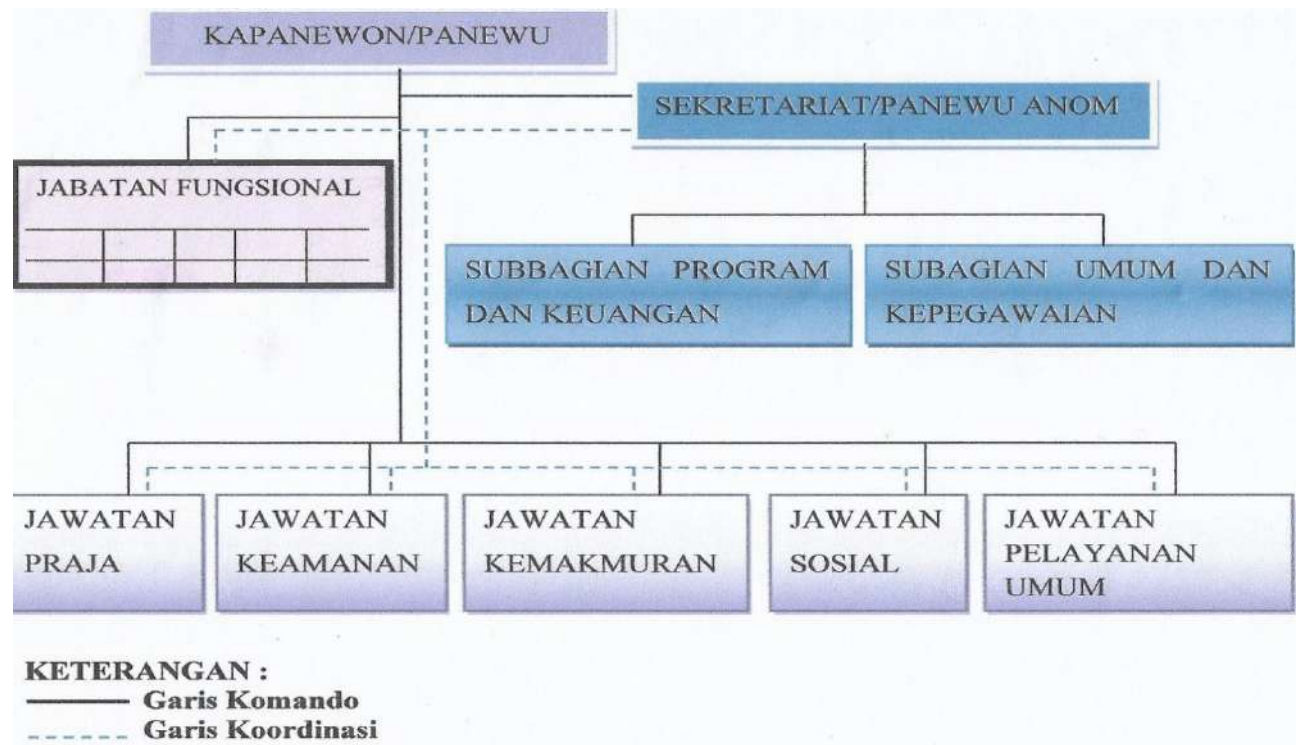 KAPANEWON/PANEWU
SEKRETARIAT/PANEWU ANOM
JABATAN FUNGSIONAL
SUBBAGIAN PROGRAM
DAN KEUANGAN
SUBAGIAN UMUM DAN
KEPEGAWAIAN
JAWATAN
PRAJA
JAWATAN
KEAMANAN
JAWATAN
KEMAKMURAN
JAWATAN
SOSIAL
JAWATAN
PELAYANAN
UMUM
KETERANGAN :
Garis Komando
Garis Koordinasi